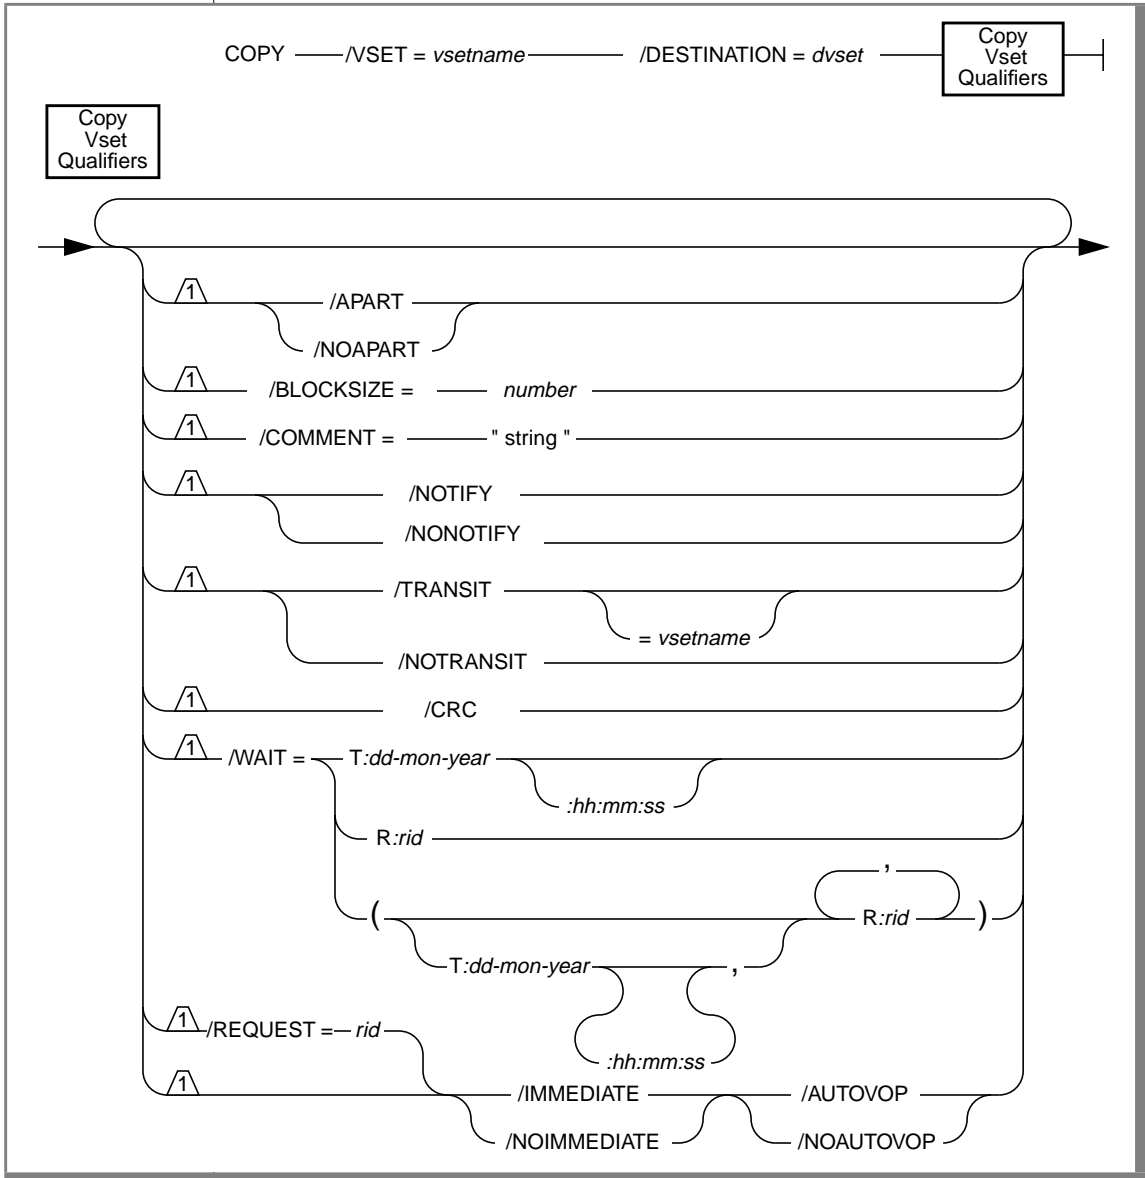 COPY /VSET = vsetname /DESTINATION = dvset
Copy
Vset
Qualifiers
Copy
Vset
Qualifiers
1 /APART
/NOAPART
1 /BLOCKSIZE = number
1 /COMMENT = " string "
1 /NOTIFY
/NONOTIFY
1 /TRANSIT
= vsetname
/NOTRANSIT
1 /CRC
1 /WAIT = T:dd-mon-year
:hh:mm:ss
R:rid
,
( R:rid )
T:dd-mon-year ,
:hh:mm:ss
1 /REQUEST = rid
1 /IMMEDIATE /AUTOVOP
/NOIMMEDIATE /NOAUTOVOP